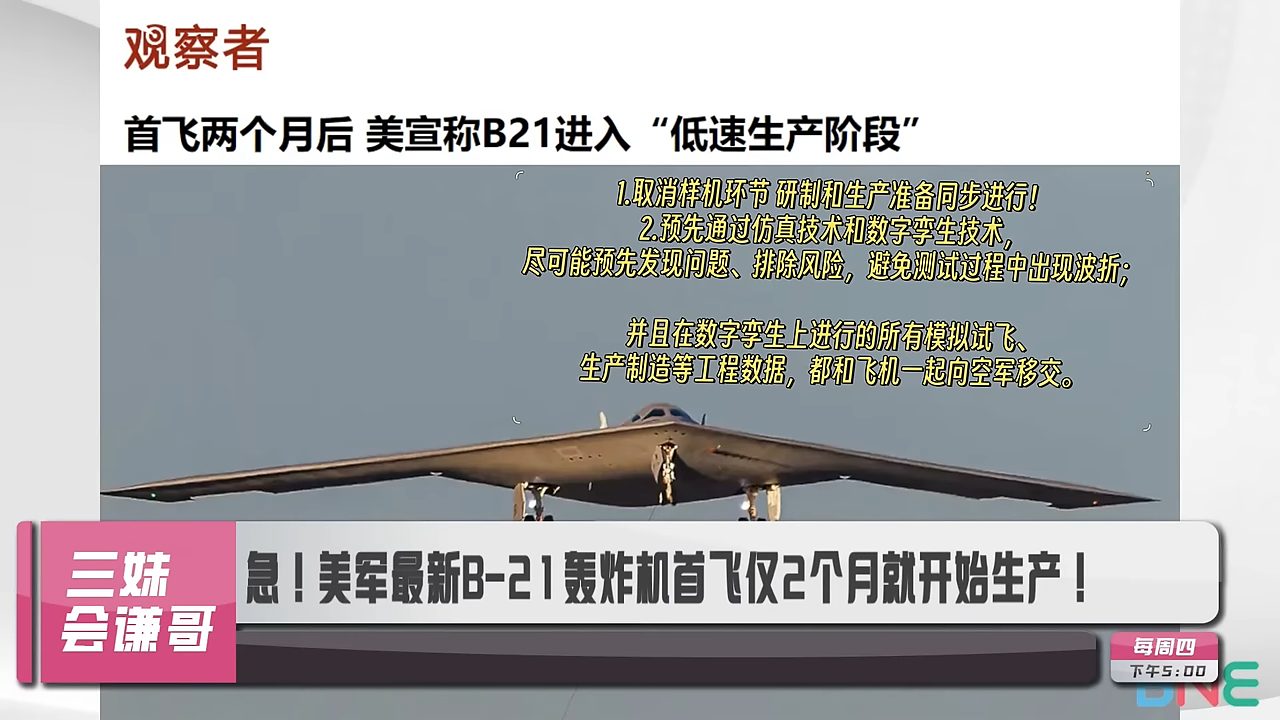 观察者
首飞两个月后 美宣称B21进入“低速生产阶段”
1.取消样机环节 研制和生产准备同步进行！
2.预先通过仿真技术和数字孪生技术，
尽可能预先发现问题、排除风险，避免测试过程中出现波折；
并且在数字孪生上进行的所有模拟试飞、
生产制造等工程数据，都和飞机一起向空军移交。
三妹
会谦哥
急！美军最新B-21轰炸机首飞仅2个月就开始生产！
每周四
下午5:00
ONE